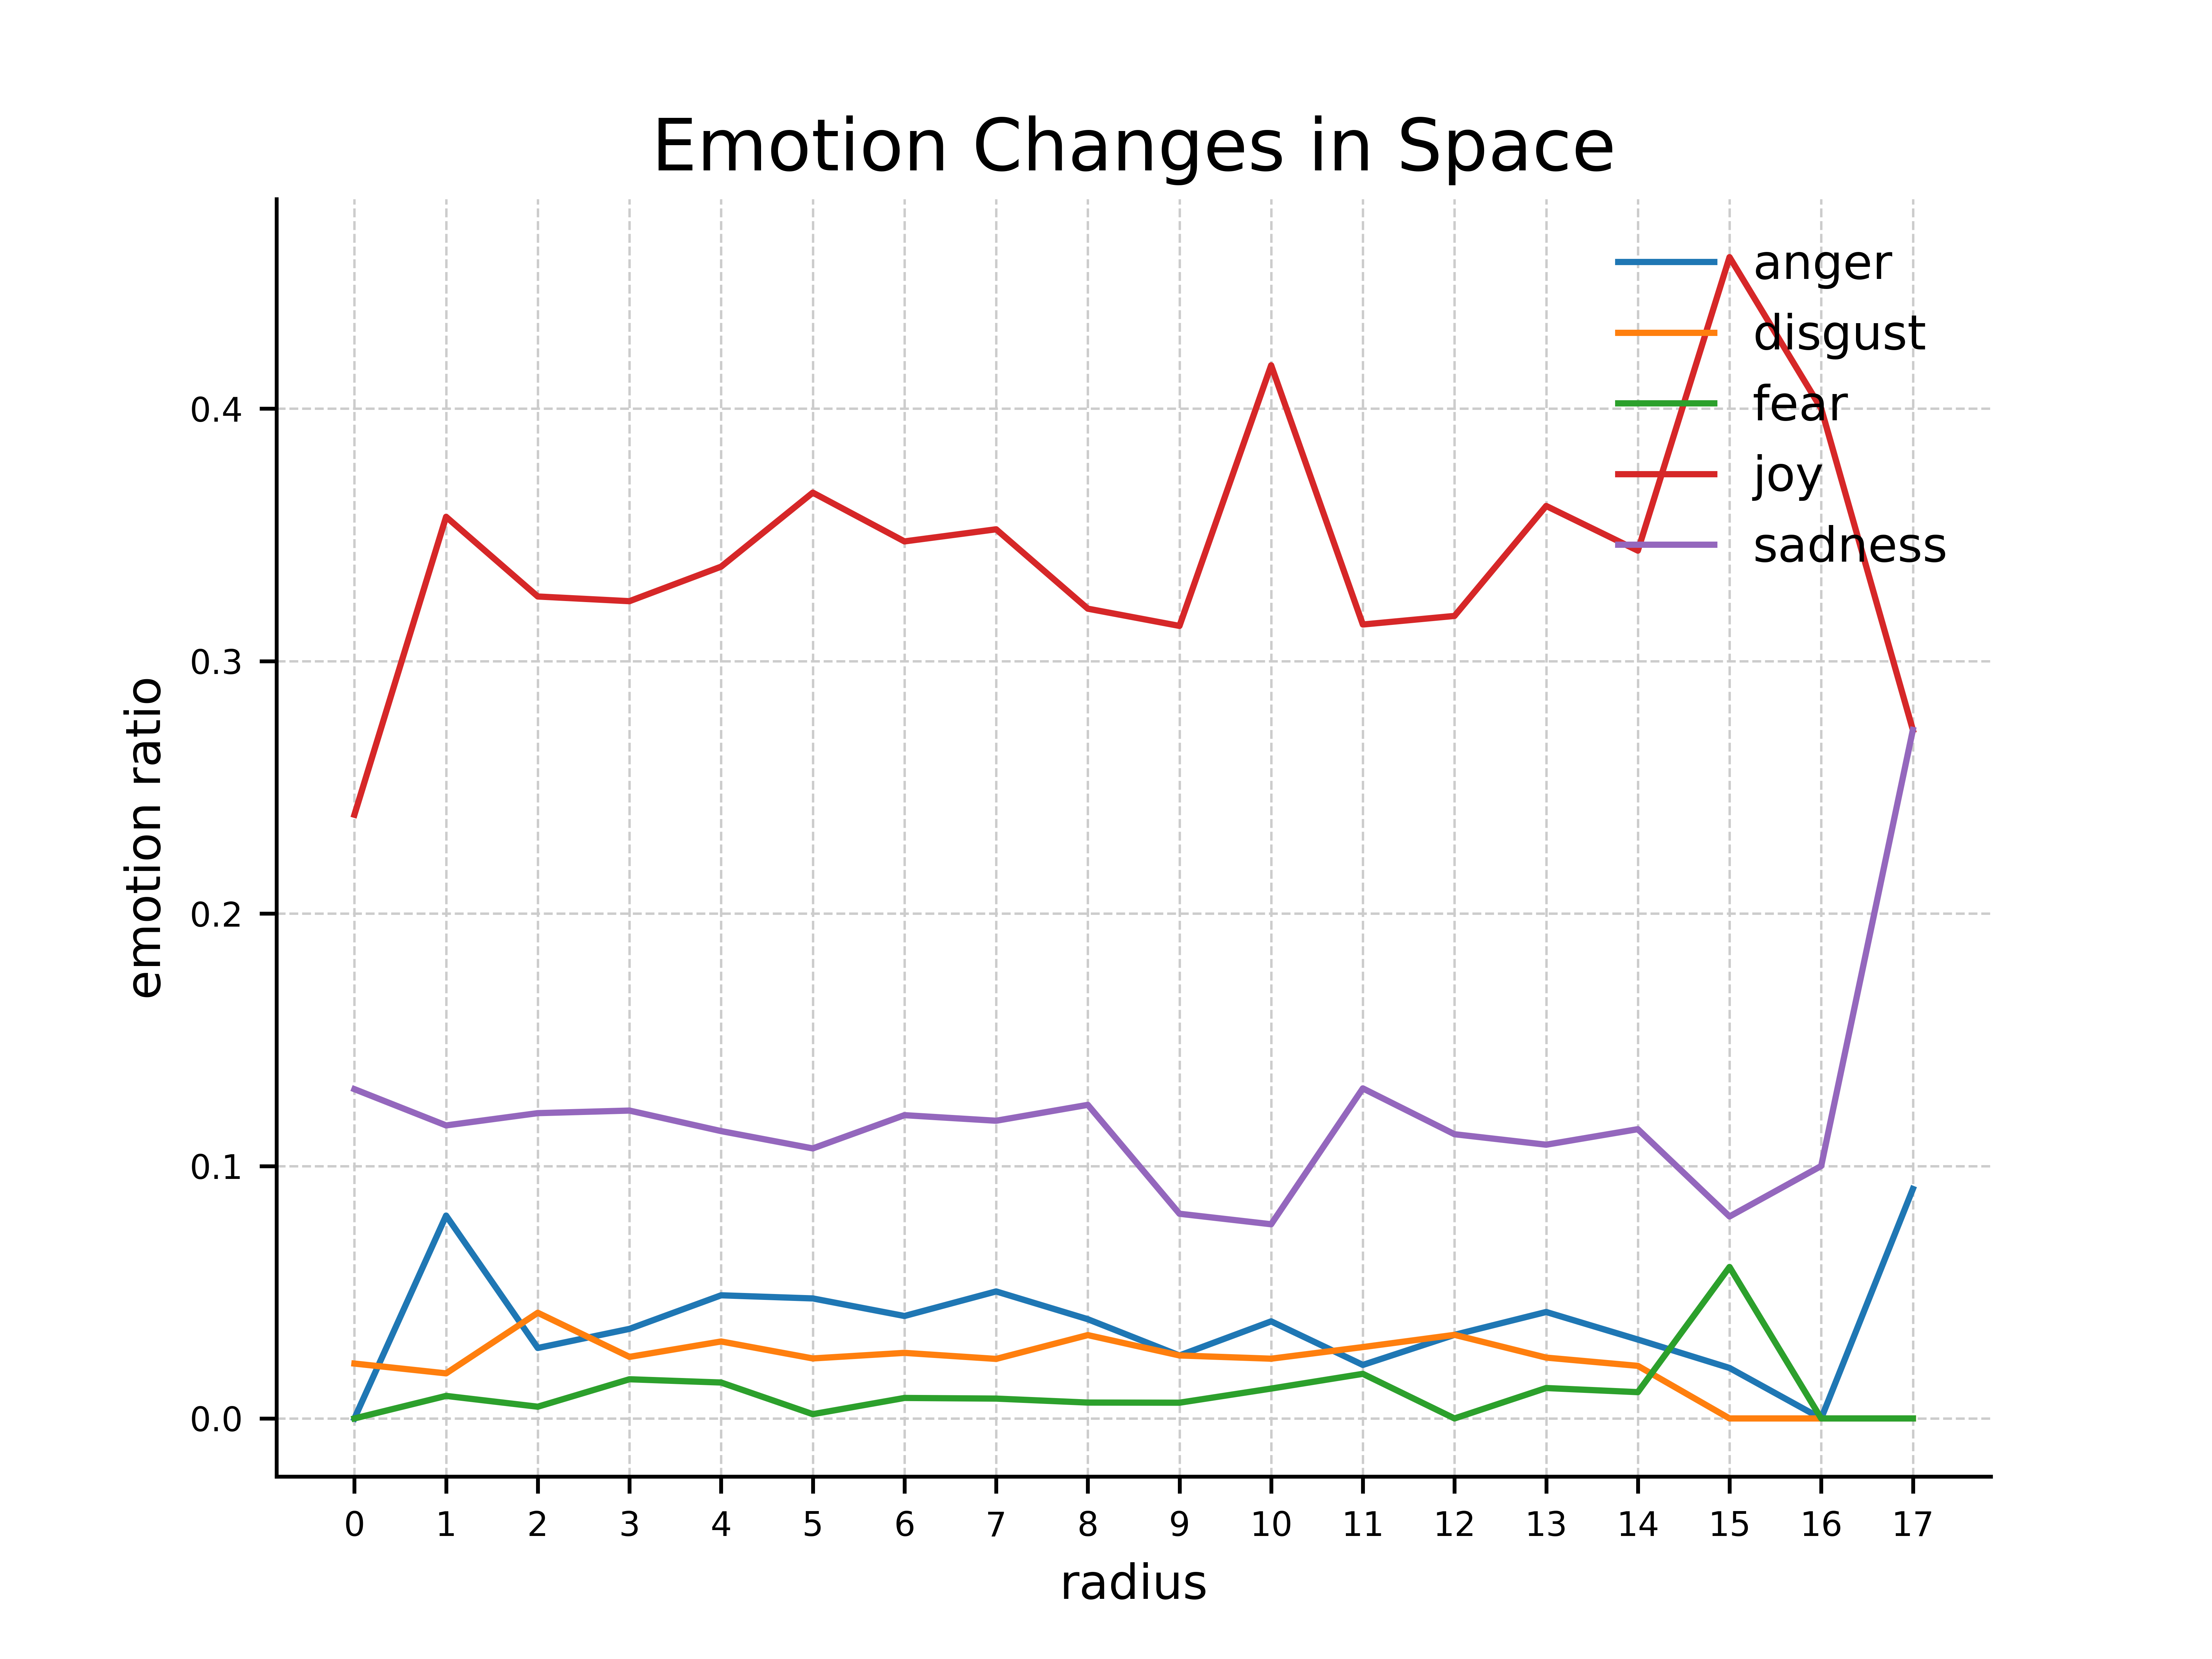 Emotion Changes in Space
anger
disgust
fear
joy
sadness
0.4
0.3
0.2
0.1
0.0
emotion ratio
0 1 2 3 4 5 6 7 8 9 10 11 12 13 14 15 16 17
radius